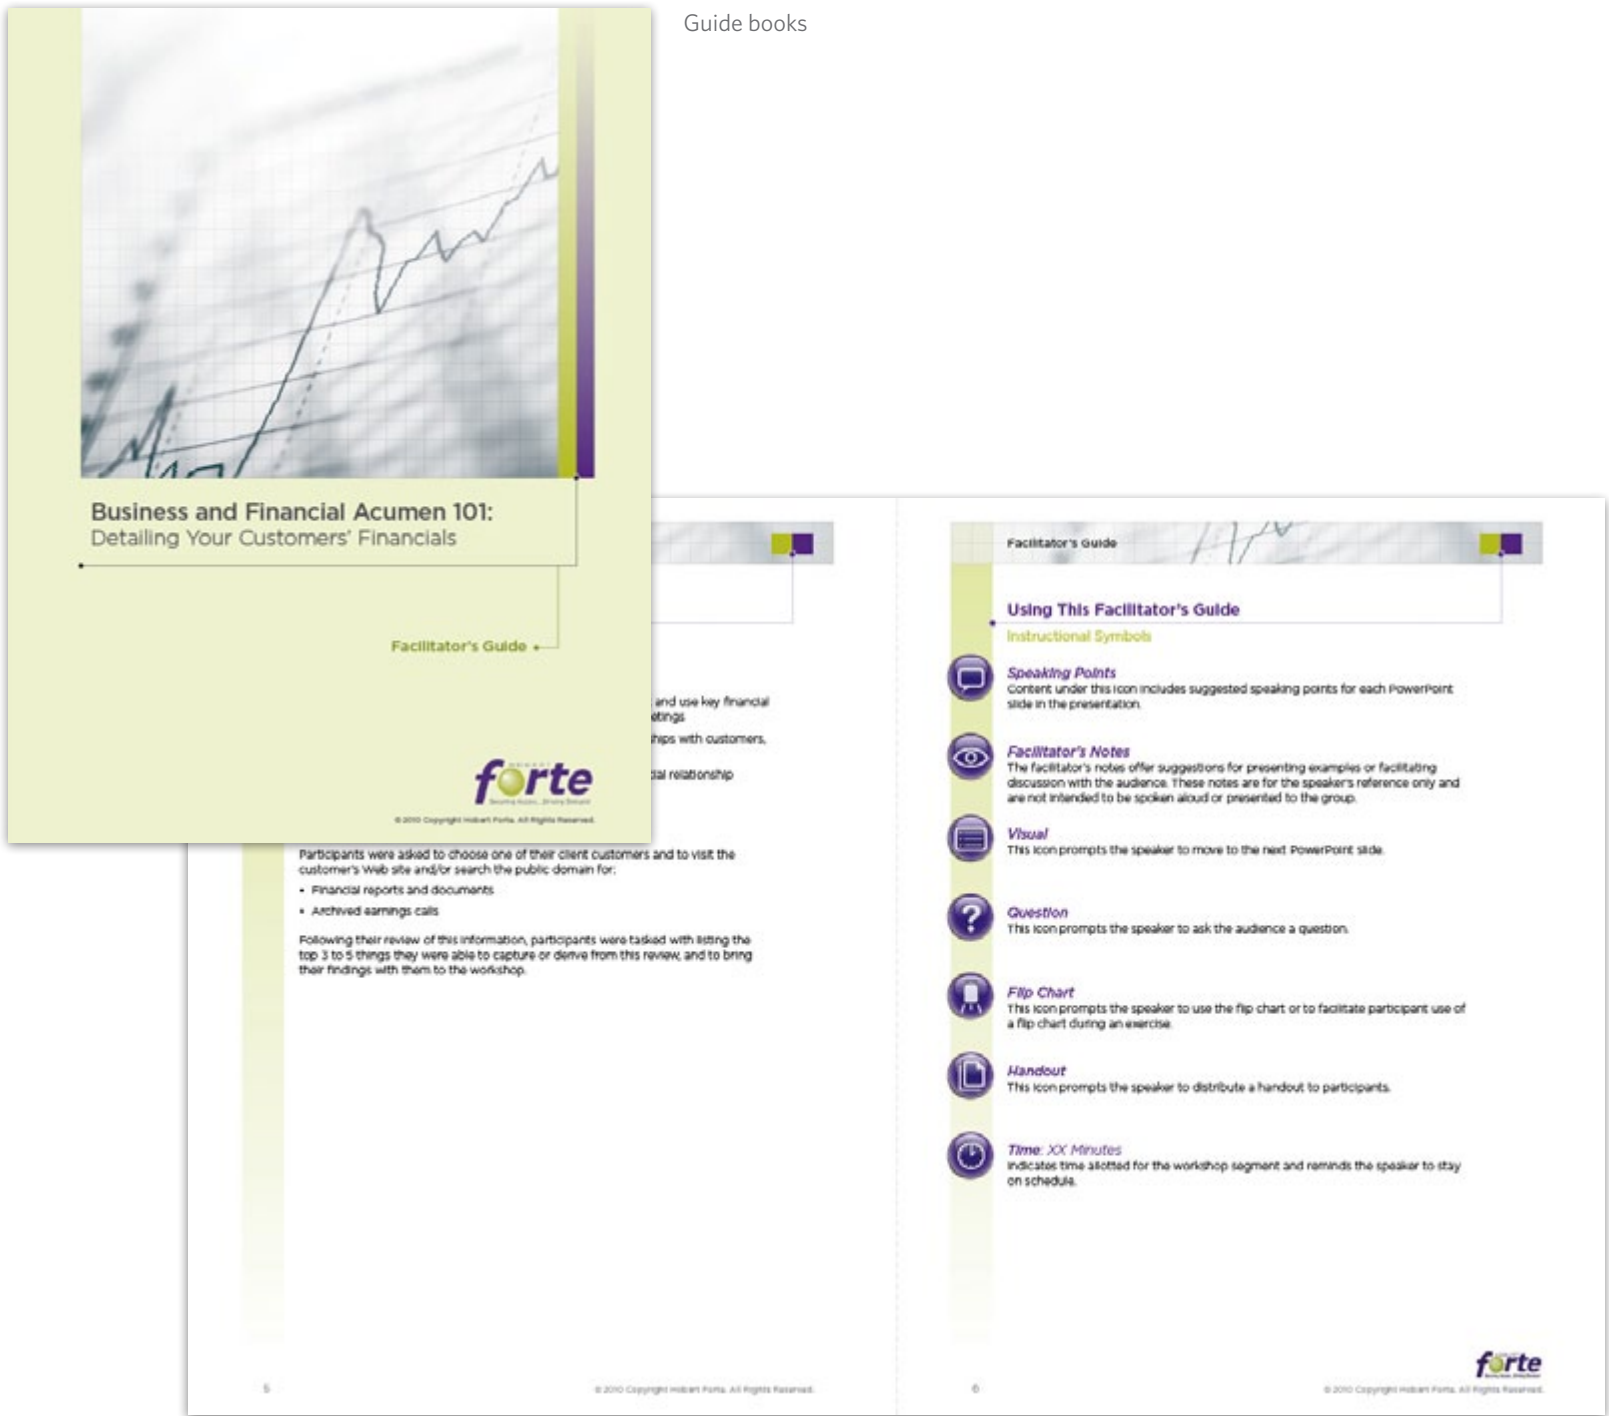 Guide books
Business and Financial Acumen 101:
Detailing Your Customers' Financials
Facilitator's Guide
forte
© 2010 Copyright Hobart Forte. All Rights Reserved.
and use key financial
etings
hips with customers,
cial relationship
Participants were asked to choose one of their client customers and to visit the
customer's Web site and/or search the public domain for:
• Financial reports and documents
• Archived earnings calls
Following their review of this information, participants were tasked with listing the
top 3 to 5 things they were able to capture or derive from this review, and to bring
their findings with them to the workshop.
5
© 2010 Copyright Hobart Forte. All Rights Reserved.
Facilitator's Guide
Using This Facilitator's Guide
Instructional Symbols
Speaking Points
Content under this icon includes suggested speaking points for each PowerPoint
slide in the presentation.
Facilitator's Notes
The facilitator's notes offer suggestions for presenting examples or facilitating
discussion with the audience. These notes are for the speaker's reference only and
are not intended to be spoken aloud or presented to the group.
Visual
This icon prompts the speaker to move to the next PowerPoint slide.
Question
This icon prompts the speaker to ask the audience a question.
Flip Chart
This icon prompts the speaker to use the flip chart or to facilitate participant use of
a flip chart during an exercise.
Handout
This icon prompts the speaker to distribute a handout to participants.
Time: XX Minutes
Indicates time allotted for the workshop segment and reminds the speaker to stay
on schedule.
forte
6
© 2010 Copyright Hobart Forte. All Rights Reserved.